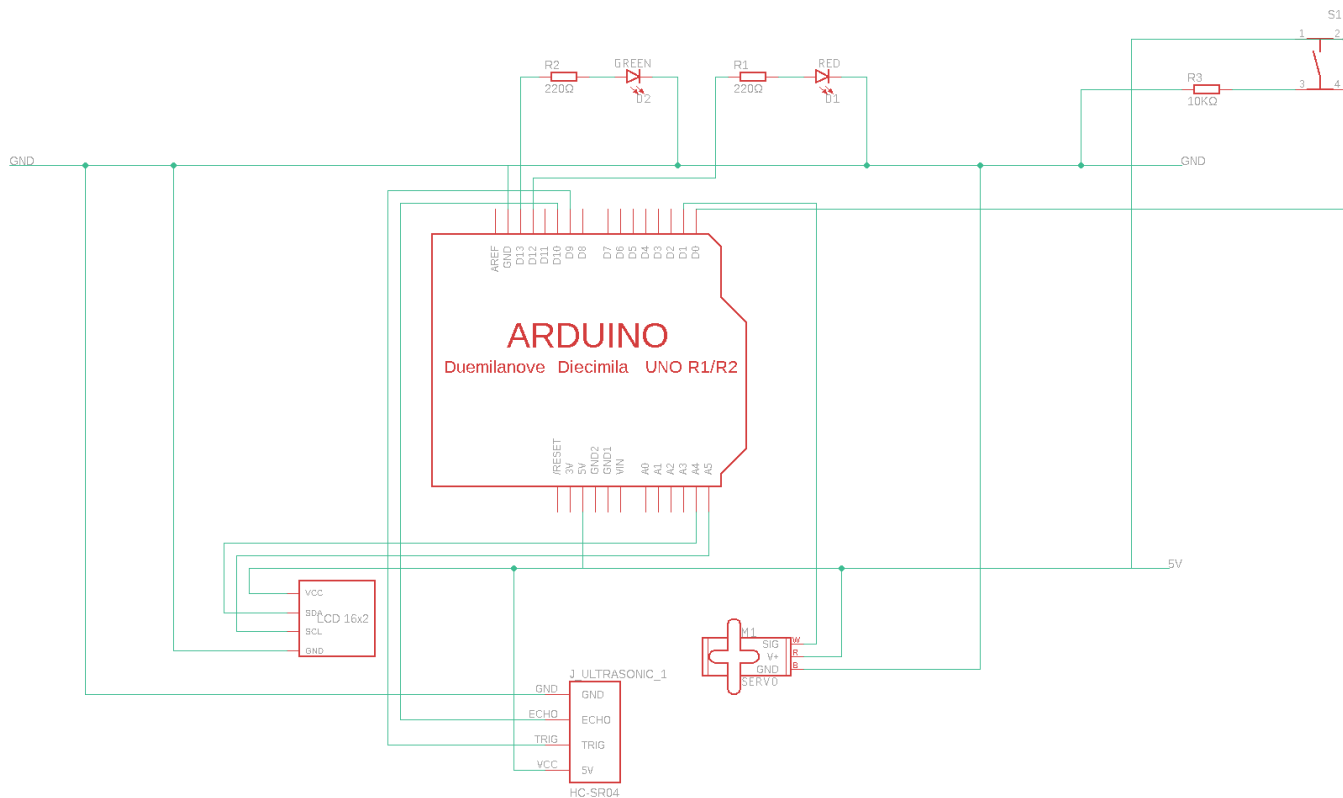 S1
1 2
3 4
R3
10KΩ
R2
220Ω
GREEN
D2
R1
220Ω
RED
D1
GND
GND
AREF
GND
D13
D12
D11
D10
D9
D8
D7
D6
D5
D4
D3
D2
D1
D0
ARDUINO
Duemilanove Diecimila UNO R1/R2
/RESET
3V
5V
GND2
GND1
VIN
A0
A1
A2
A3
A4
A5
5V
VCC
SDA
SCL
GND
LCD 16x2
M1
SIG W
V+ R
GND B
SERVO
J_ULTRASONIC_1
GND GND
ECHO ECHO
TRIG TRIG
VCC 5V
HC-SR04